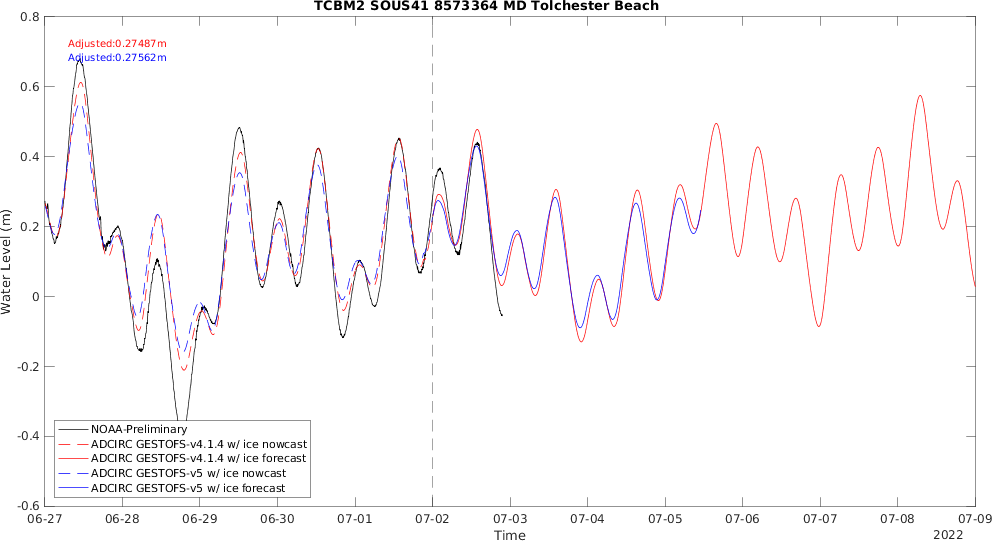 TCBM2 SOUS41 8573364 MD Tolchester Beach
Adjusted:0.27487m
Adjusted:0.27562m
0.8
0.6
0.4
0.2
0
-0.2
-0.4
-0.6
Water Level (m)
NOAA-Preliminary
ADCIRC GESTOFS-v4.1.4 w/ ice nowcast
ADCIRC GESTOFS-v4.1.4 w/ ice forecast
ADCIRC GESTOFS-v5 w/ ice nowcast
ADCIRC GESTOFS-v5 w/ ice forecast
06-27 06-28 06-29 06-30 07-01 07-02 07-03 07-04 07-05 07-06 07-07 07-08 07-09
Time
2022